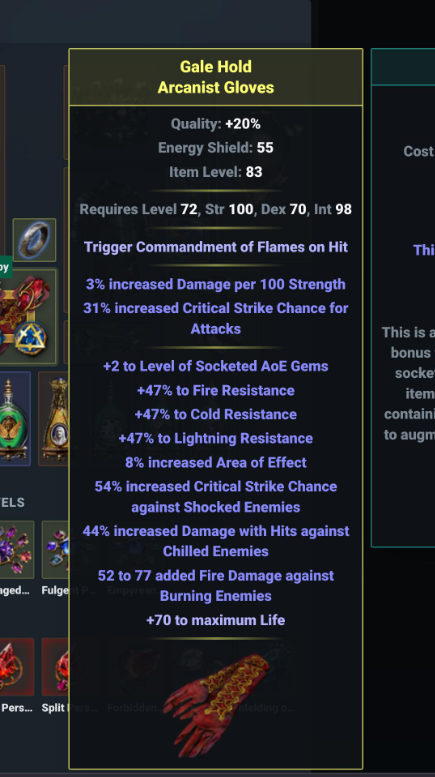 Gale Hold
Arcanist Gloves
Quality: +20%
Energy Shield: 55
Item Level: 83
Requires Level 72, Str 100, Dex 70, Int 98
Trigger Commandment of Flames on Hit
3% increased Damage per 100 Strength
31% increased Critical Strike Chance for
Attacks
+2 to Level of Socketed AoE Gems
+47% to Fire Resistance
+47% to Cold Resistance
+47% to Lightning Resistance
8% increased Area of Effect
54% increased Critical Strike Chance
against Shocked Enemies
44% increased Damage with Hits against
Chilled Enemies
52 to 77 added Fire Damage against
Burning Enemies
+70 to maximum Life
Cost
Thi
This is a
bonus
socke
item
containi
to augm
by
ELS
aged...
Fulge
Pers...
Split